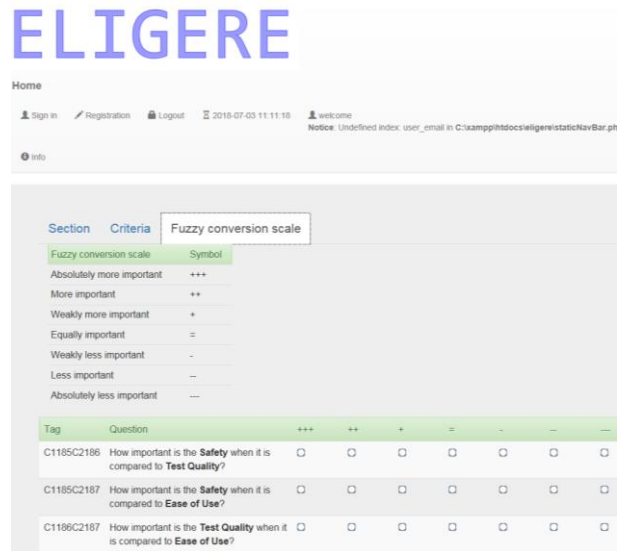 ELIGERE
Home
Sign in Registration Logout 2018-07-03 11:11:18 welcome
Notice: Undefined index: user_email in C:\xampp\htdocs\eligere\staticNavBar.ph
Info
Section Criteria Fuzzy conversion scale
Fuzzy conversion scale Symbol
Absolutely more important +++
More important ++
Weakly more important +
Equally important =
Weakly less important -
Less important --
Absolutely less important ---
Tag Question +++ ++ + = - -- ---
C1185C2186 How important is the Safety when it is
compared to Test Quality?
C1185C2187 How important is the Safety when it is
compared to Ease of Use?
C1186C2187 How important is the Test Quality when it
is compared to Ease of Use?